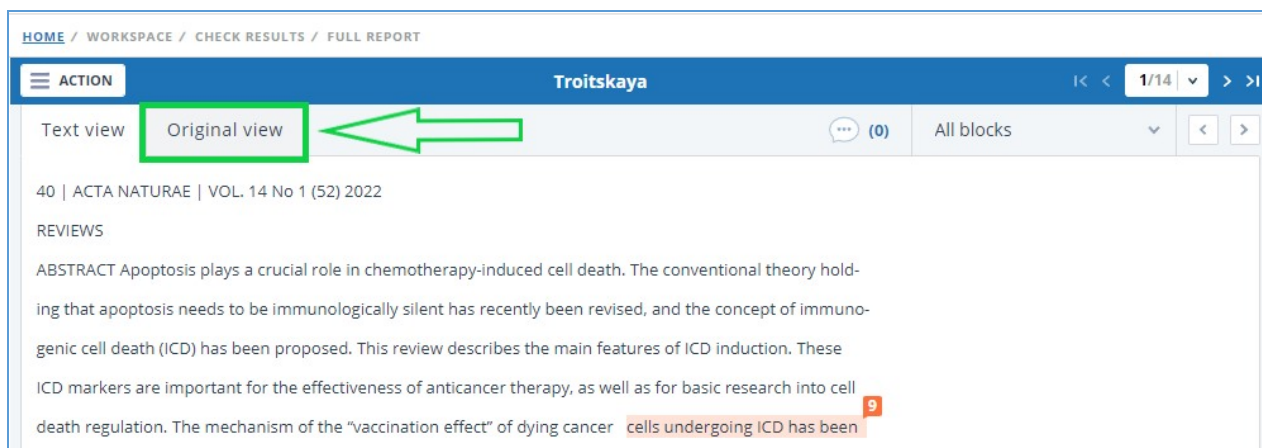 HOME / WORKSPACE / CHECK RESULTS / FULL REPORT
ACTION Troitskaya 1/14
Text view Original view (0) All blocks
40 | ACTA NATURAE | VOL. 14 No 1 (52) 2022
REVIEWS
ABSTRACT Apoptosis plays a crucial role in chemotherapy-induced cell death. The conventional theory hold-
ing that apoptosis needs to be immunologically silent has recently been revised, and the concept of immuno-
genic cell death (ICD) has been proposed. This review describes the main features of ICD induction. These
ICD markers are important for the effectiveness of anticancer therapy, as well as for basic research into cell
9
death regulation. The mechanism of the “vaccination effect” of dying cancer cells undergoing ICD has been